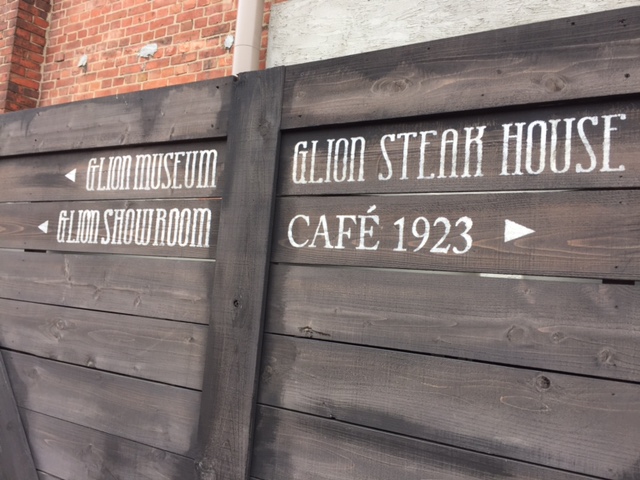 GLION MUSEUM
GLION SHOWROOM
GLION STEAK HOUSE
CAFÉ 1923